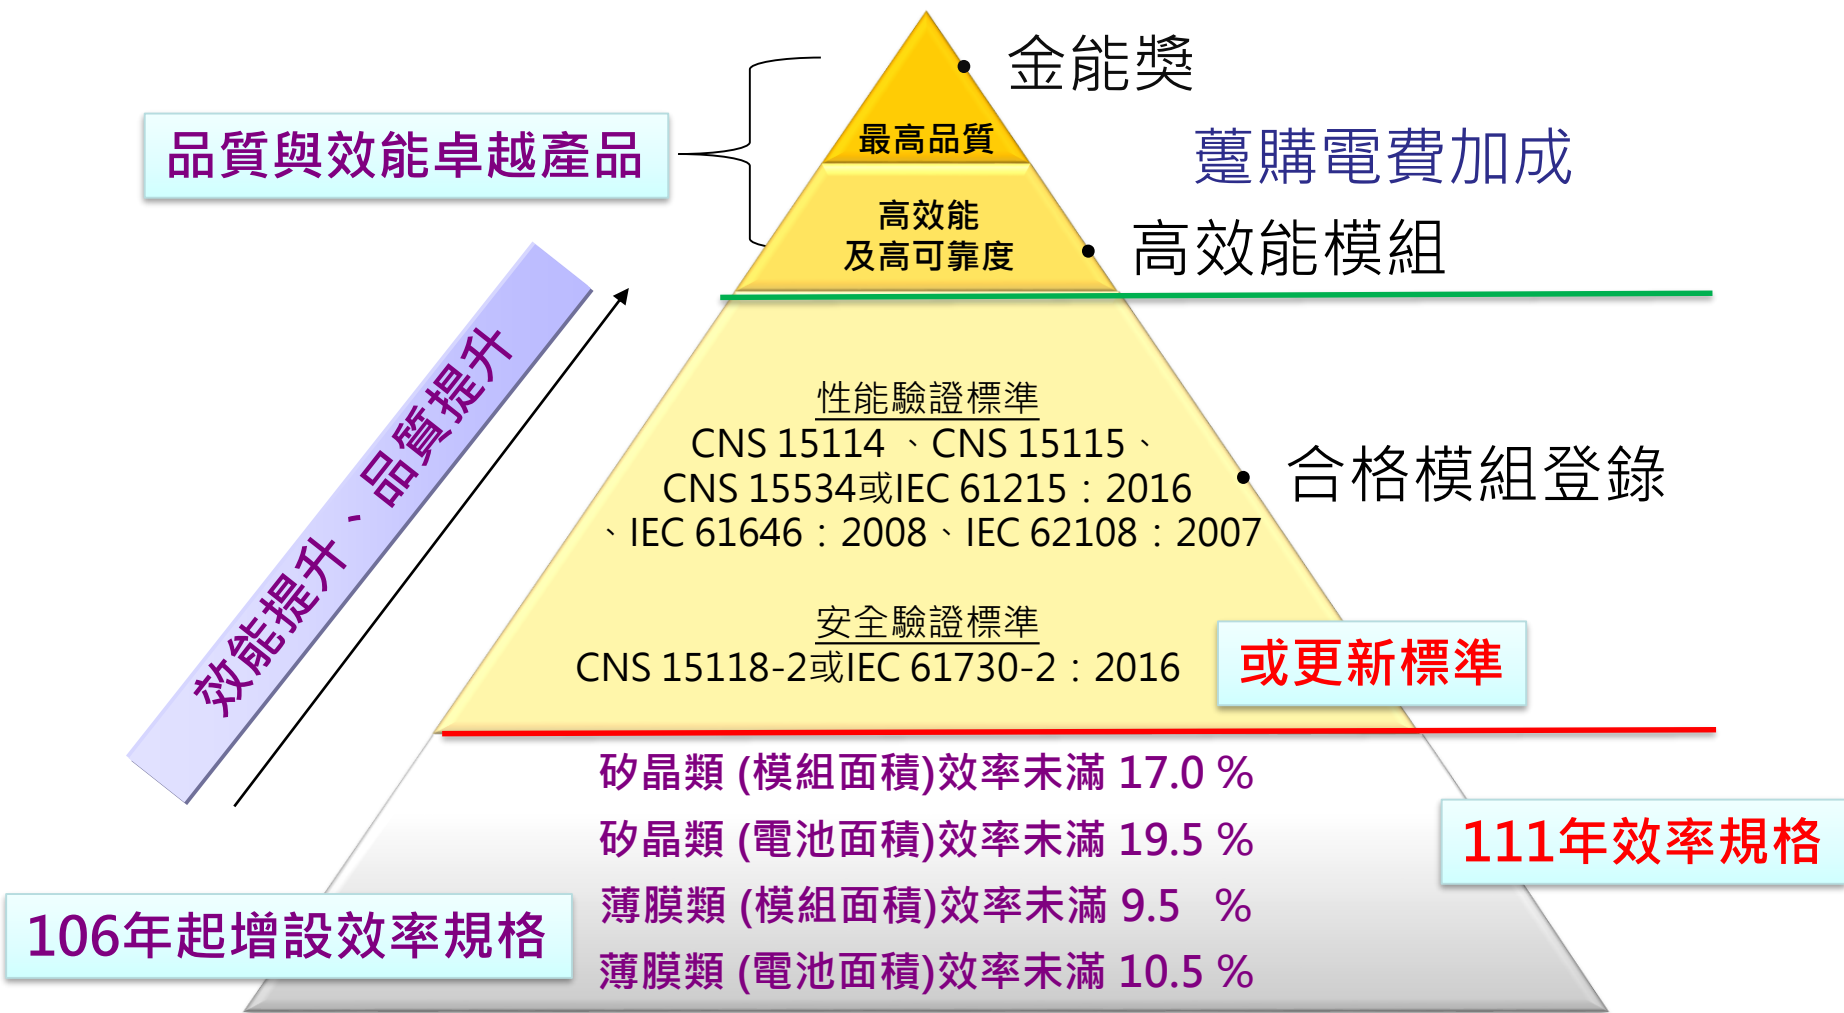 金能獎
品質與效能卓越產品
最高品質
躉購電費加成
高效能
及高可靠度
高效能模組
效能提升、品質提升
性能驗證標準
CNS 15114 、CNS 15115、
CNS 15534或IEC 61215：2016
、IEC 61646：2008、IEC 62108：2007
合格模組登錄
安全驗證標準
CNS 15118-2或IEC 61730-2：2016
或更新標準
矽晶類 (模組面積)效率未滿 17.0 %
矽晶類 (電池面積)效率未滿 19.5 %
111年效率規格
薄膜類 (模組面積)效率未滿 9.5 %
106年起增設效率規格
薄膜類 (電池面積)效率未滿 10.5 %